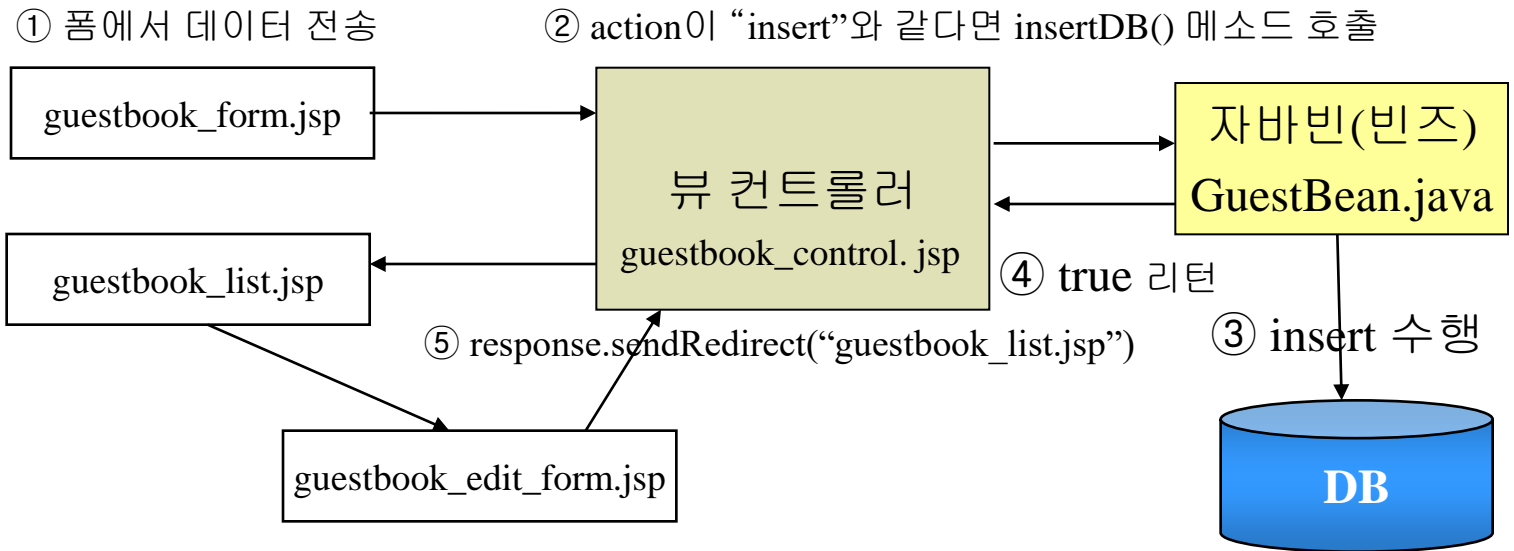 ① 폼에서 데이터 전송
② action이 “insert”와 같다면 insertDB() 메소드 호출
guestbook_form.jsp
뷰 컨트롤러
guestbook_control. jsp
자바빈(빈즈)
GuestBean.java
guestbook_list.jsp
④ true 리턴
③ insert 수행
⑤ response.sendRedirect(“guestbook_list.jsp”)
guestbook_edit_form.jsp
DB